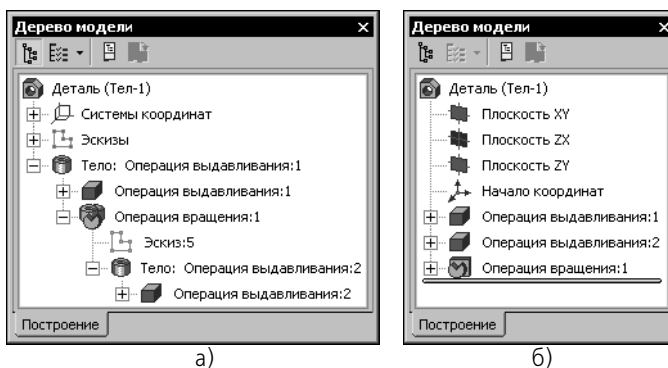 Дерево модели
Деталь (Тел-1)
Системы координат
Эскизы
Тело: Операция выдавливания:1
Операция выдавливания:1
Операция вращения:1
Эскиз:5
Тело: Операция выдавливания:2
Операция выдавливания:2
Построение
а)
Дерево модели
Деталь (Тел-1)
Плоскость XY
Плоскость ZX
Плоскость ZY
Начало координат
Операция выдавливания:1
Операция выдавливания:2
Операция вращения:1
Построение
б)